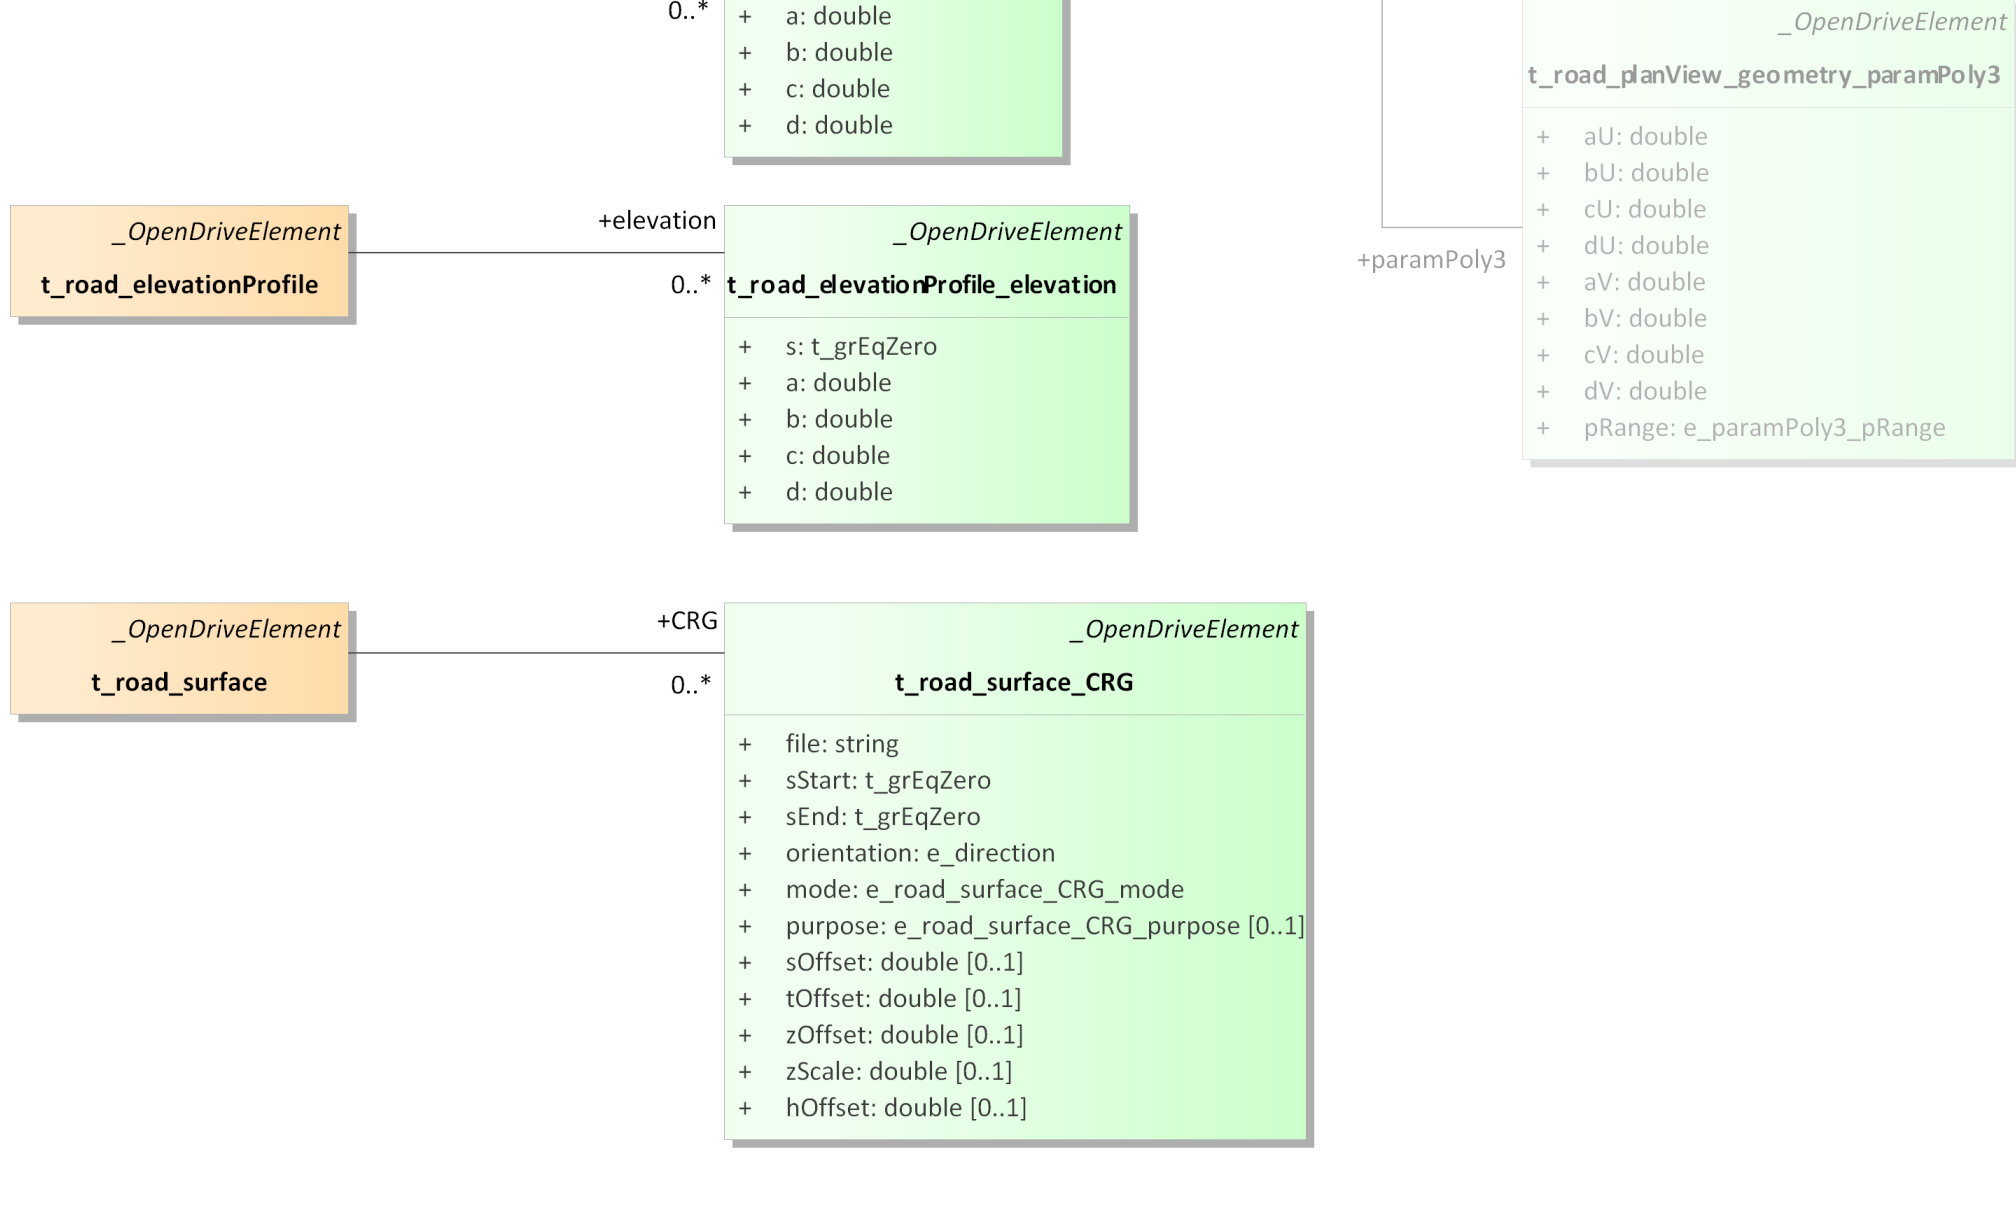 0..*
+ a: double
+ b: double
+ c: double
+ d: double
_OpenDriveElement
t_road_planView_geometry_paramPoly3
+ aU: double
+ bU: double
+ cU: double
+ dU: double
+ aV: double
+ bV: double
+ cV: double
+ dV: double
+ pRange: e_paramPoly3_pRange
+paramPoly3
_OpenDriveElement
t_road_elevationProfile
+elevation
0..*
_OpenDriveElement
t_road_elevationProfile_elevation
+ s: t_grEqZero
+ a: double
+ b: double
+ c: double
+ d: double
_OpenDriveElement
t_road_surface
+CRG
0..*
_OpenDriveElement
t_road_surface_CRG
+ file: string
+ sStart: t_grEqZero
+ sEnd: t_grEqZero
+ orientation: e_direction
+ mode: e_road_surface_CRG_mode
+ purpose: e_road_surface_CRG_purpose [0..1]
+ sOffset: double [0..1]
+ tOffset: double [0..1]
+ zOffset: double [0..1]
+ zScale: double [0..1]
+ hOffset: double [0..1]